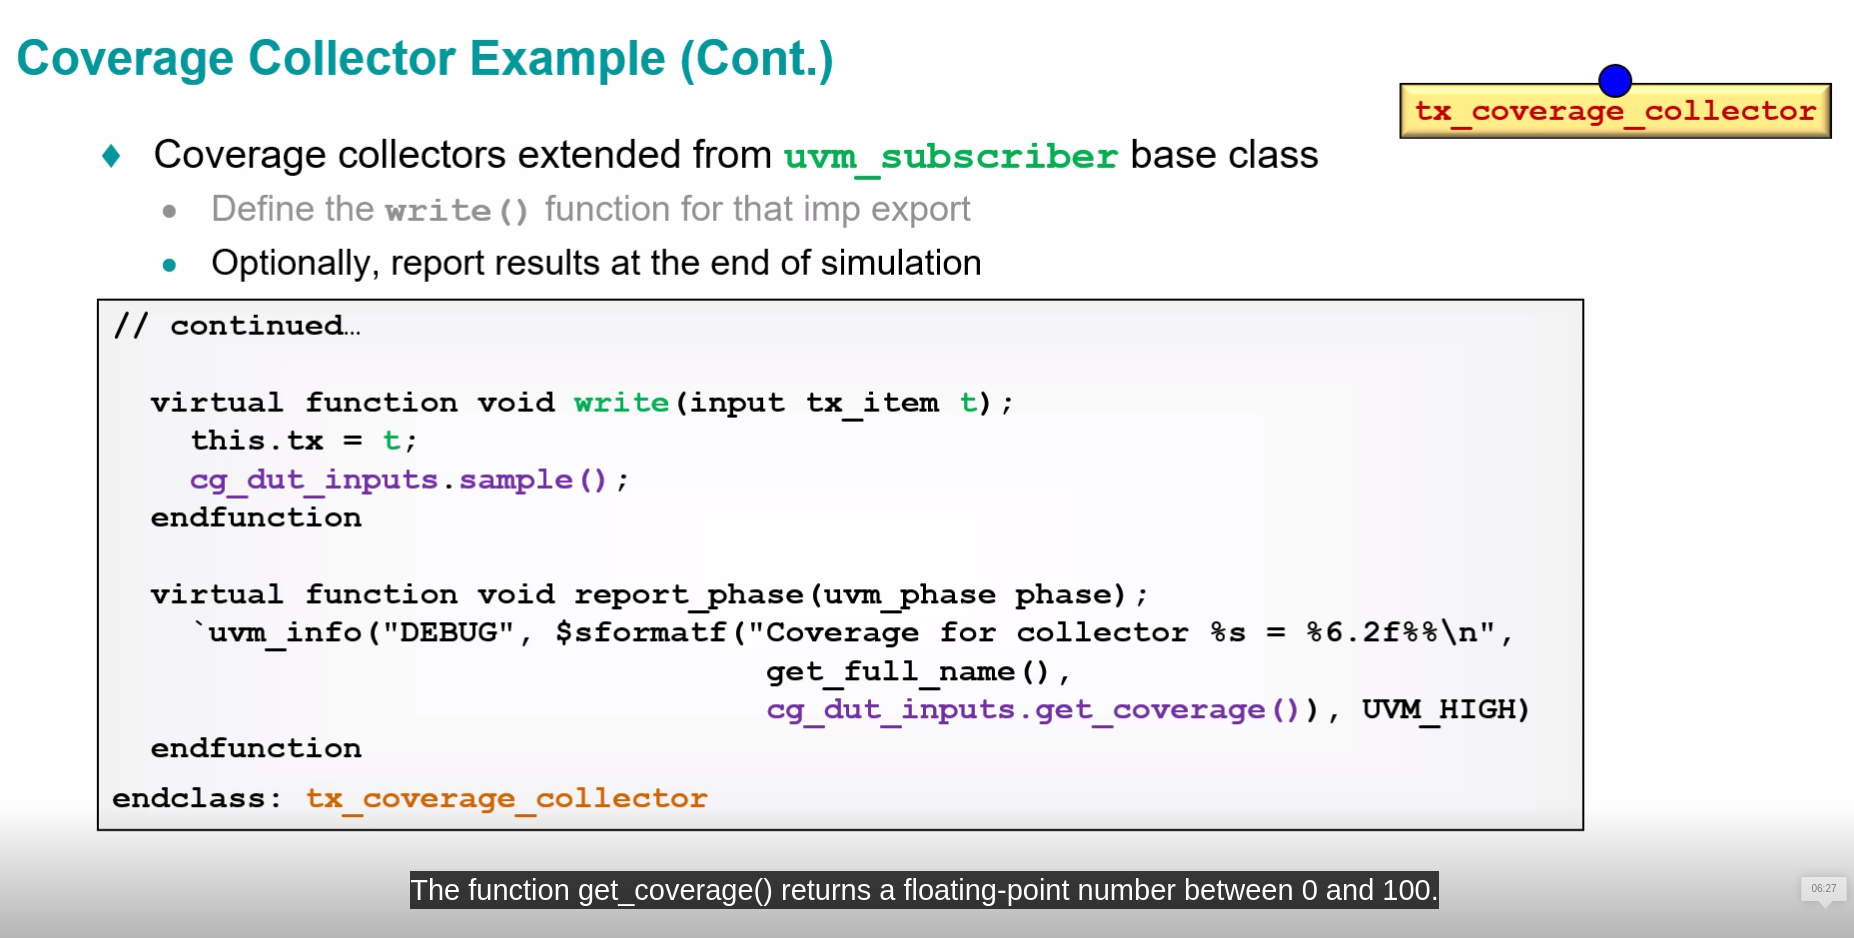 Coverage Collector Example (Cont.)
tx_coverage_collector
♦ Coverage collectors extended from uvm_subscriber base class
• Define the write() function for that imp export
• Optionally, report results at the end of simulation
// continued…
virtual function void write(input tx_item t);
this.tx = t;
cg_dut_inputs.sample();
endfunction
virtual function void report_phase(uvm_phase phase);
`uvm_info("DEBUG", $sformatf("Coverage for collector %s = %6.2f%%\n",
get_full_name(),
cg_dut_inputs.get_coverage()), UVM_HIGH)
endfunction
endclass: tx_coverage_collector
The function get_coverage() returns a floating-point number between 0 and 100.
06:27